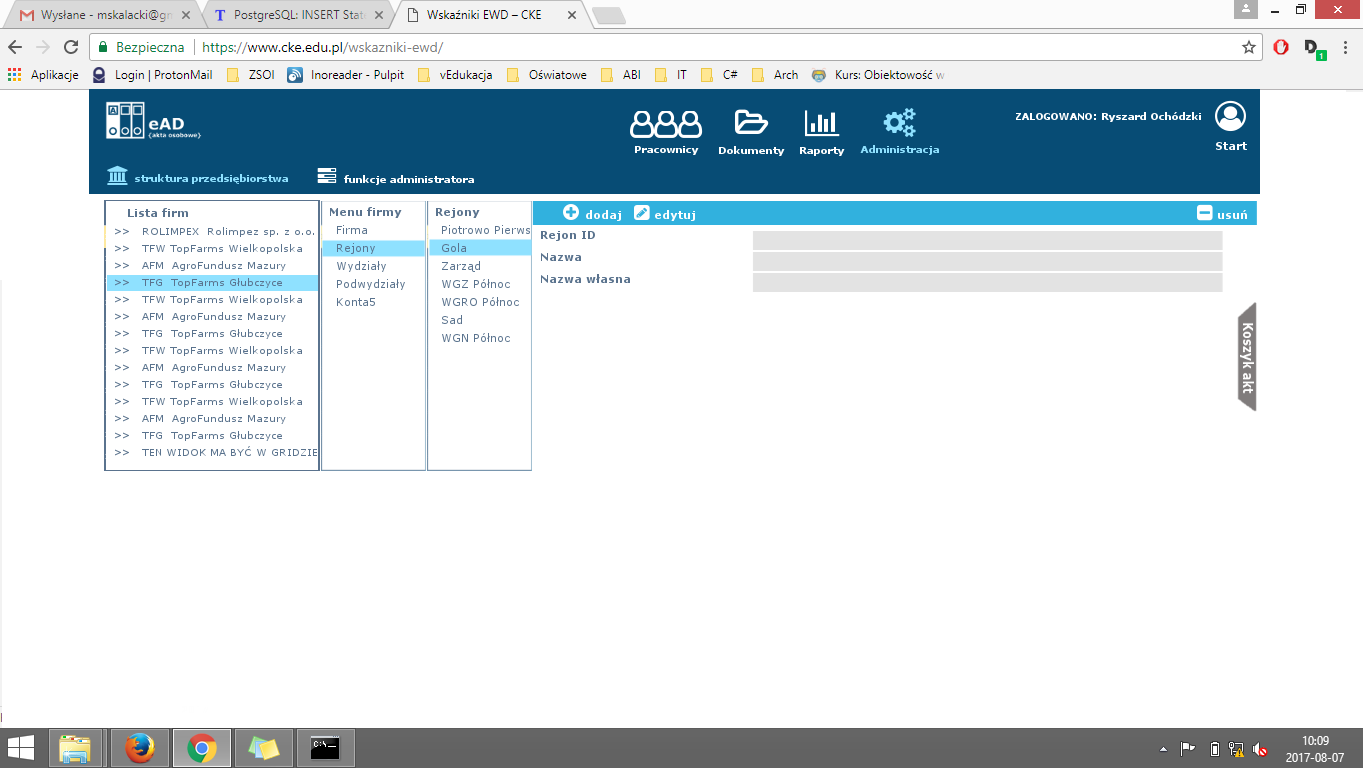 Wysłane - mskalacki@gm
PostgreSQL: INSERT Stat
Wskaźniki EWD – CKE
Bezpieczna
https://www.cke.edu.pl/wskazniki-ewd/
Aplikacje
Login | ProtonMail
ZSOI
Inoreader - Pulpit
vEdukacja
Oświatowe
ABI
IT
C#
Arch
Kurs: Obiektowość w
1
eAD
{akta osobowe}
Pracownicy
Dokumenty
Raporty
Administracja
ZALOGOWANO: Ryszard Ochódzki
Start
struktura przedsiębiorstwa
funkcje administratora
Lista firm
>> ROLIMPEX Rolimpez sp. z o.o.
>> TFW TopFarms Wielkopolska
>> AFM AgroFundusz Mazury
>> TFG TopFarms Głubczyce
>> TFW TopFarms Wielkopolska
>> AFM AgroFundusz Mazury
>> TFG TopFarms Głubczyce
>> TFW TopFarms Wielkopolska
>> AFM AgroFundusz Mazury
>> TFG TopFarms Głubczyce
>> TFW TopFarms Wielkopolska
>> AFM AgroFundusz Mazury
>> TFG TopFarms Głubczyce
>> TEN WIDOK MA BYĆ W GRIDZIE
Menu firmy
Firma
Rejony
Wydziały
Podwydziały
Konta5
Rejony
Piotrowo Pierws
Gola
Zarząd
WGZ Północ
WGRO Północ
Sad
WGN Północ
dodaj
edytuj
usuń
Rejon ID
Nazwa
Nazwa własna
Koszyk akt
10:09
2017-08-07